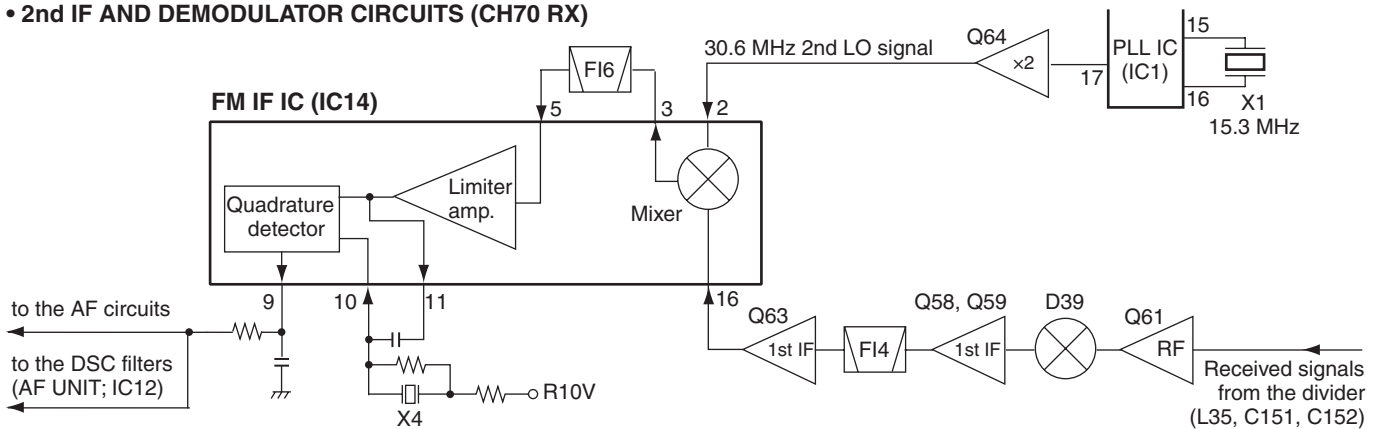 • 2nd IF AND DEMODULATOR CIRCUITS (CH70 RX)
FI6
30.6 MHz 2nd LO signal
Q64
×2
17
PLL IC
(IC1)
15
16
X1
15.3 MHz
FM IF IC (IC14)
5
3
2
Quadrature
detector
Limiter
amp.
Mixer
9
10
11
16
to the AF circuits
to the DSC filters
(AF UNIT; IC12)
X4
R10V
Q63
1st IF
FI4
Q58, Q59
1st IF
D39
Q61
RF
Received signals
from the divider
(L35, C151, C152)